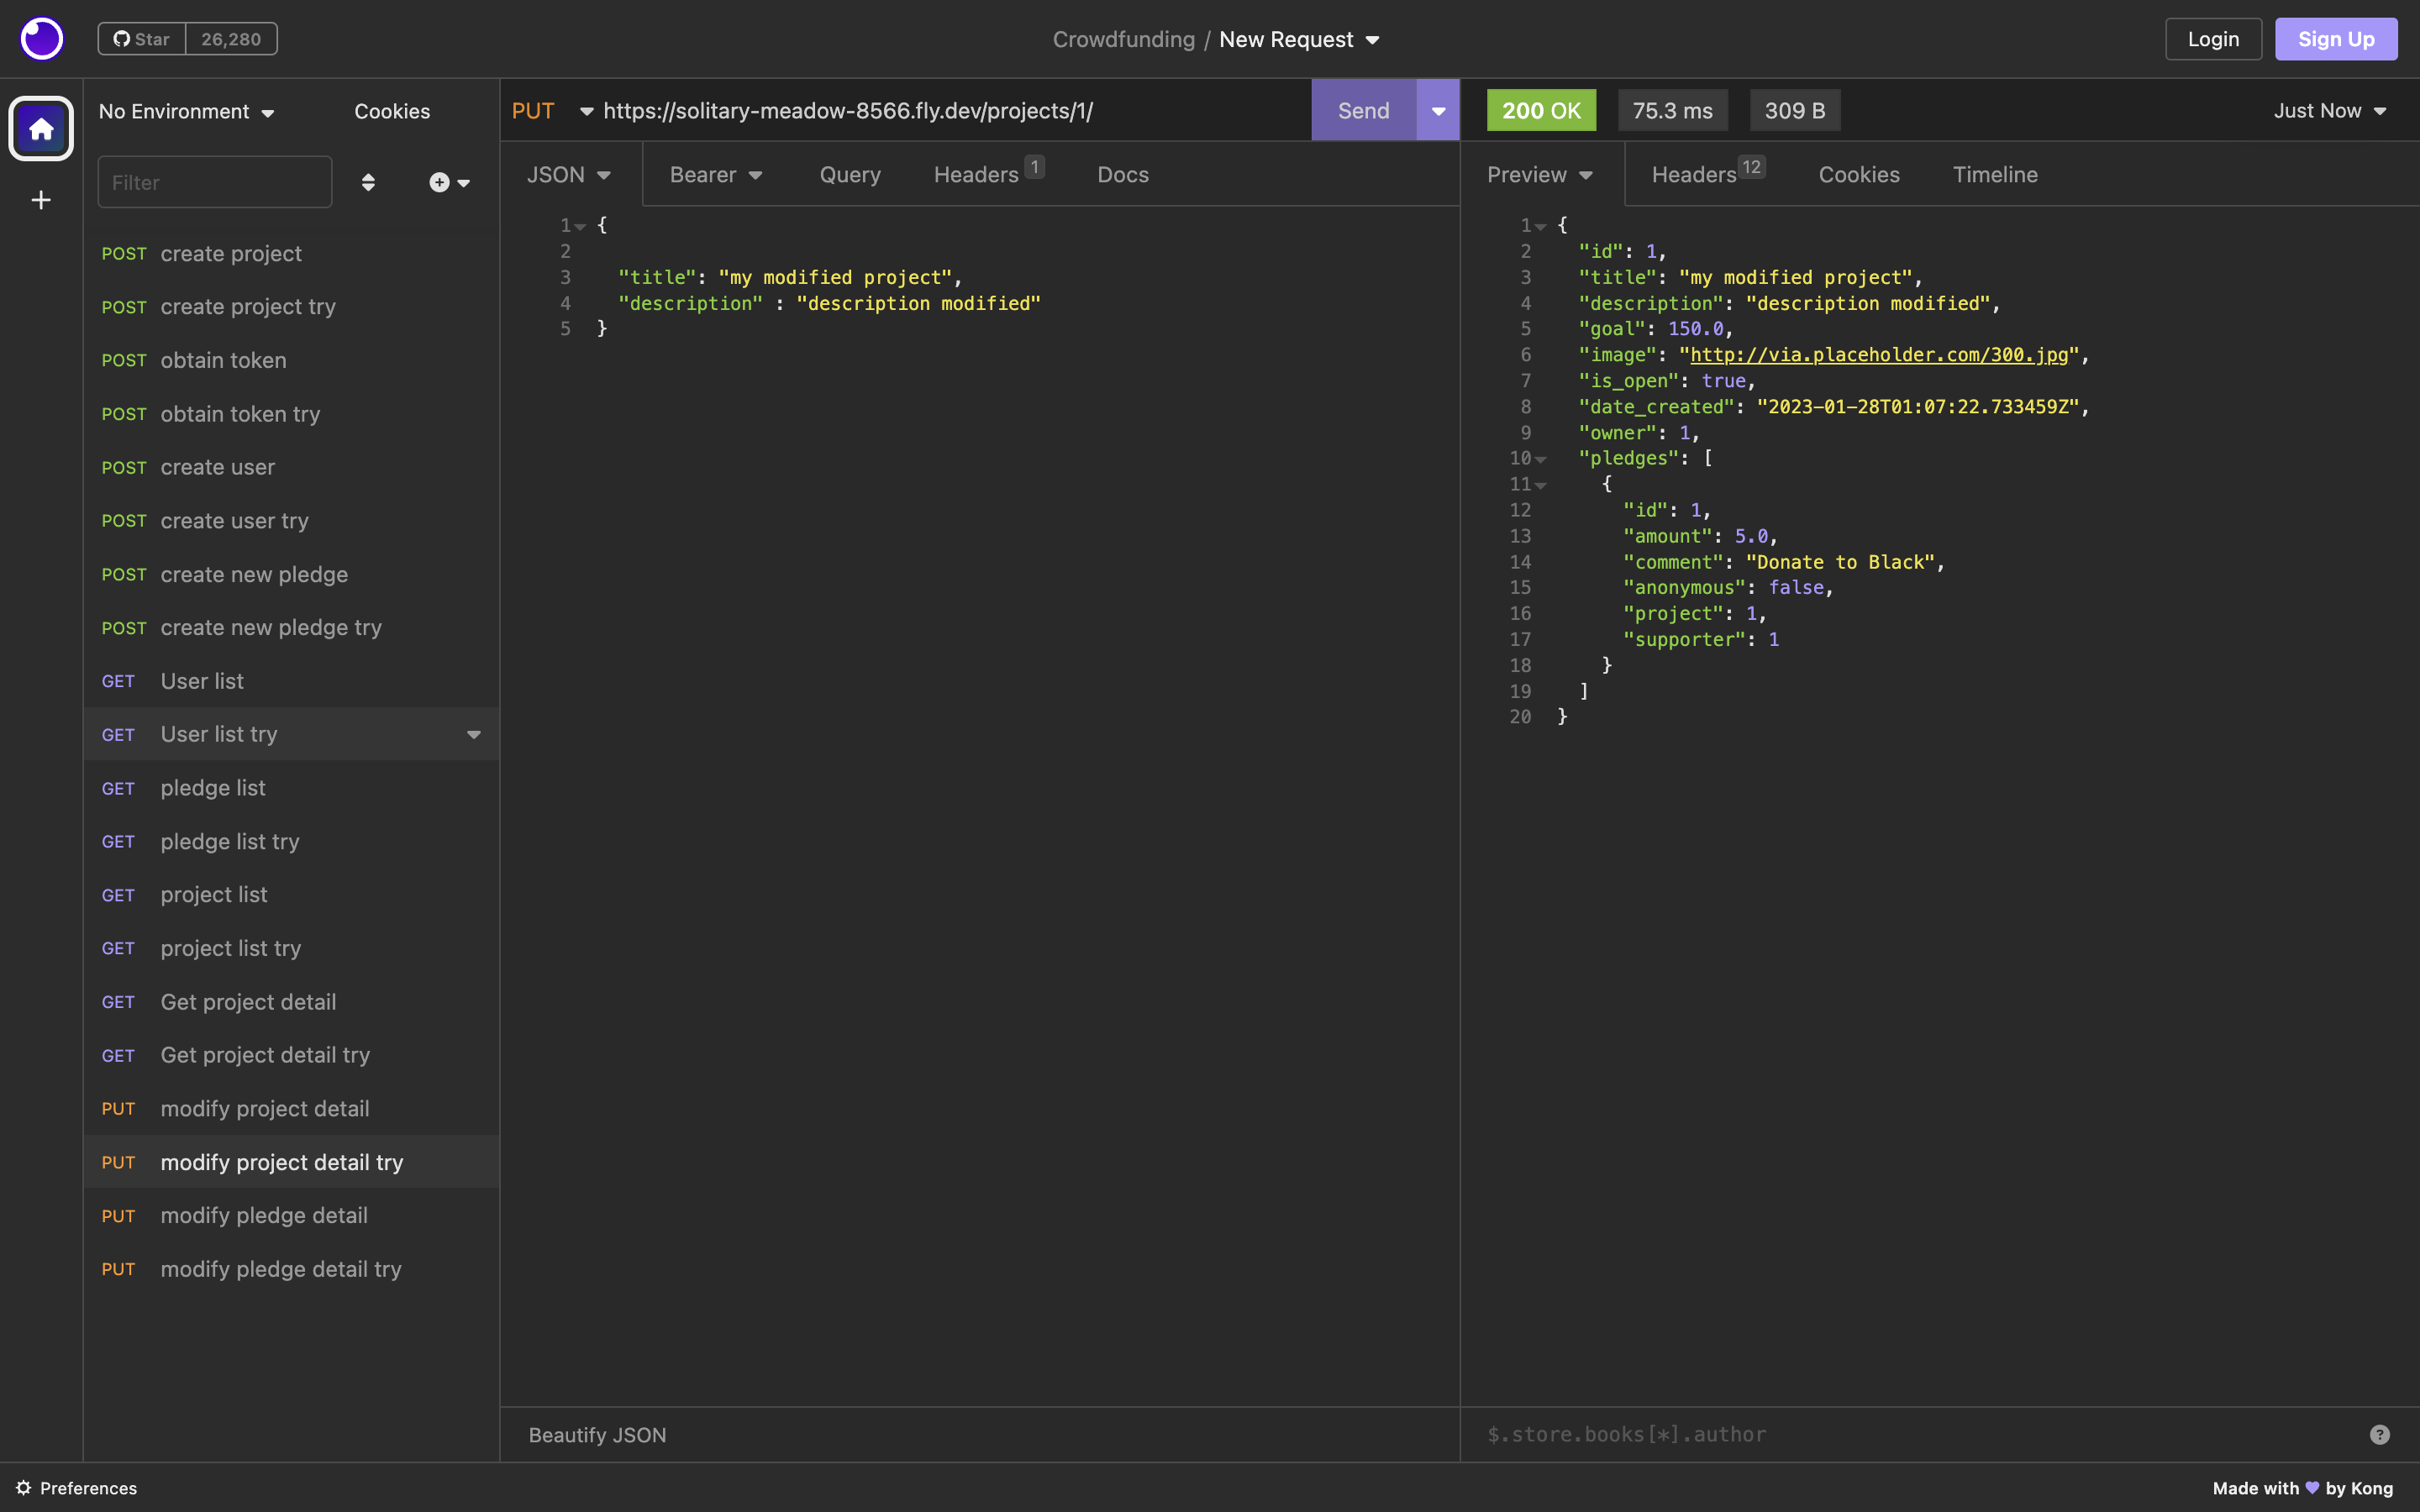 Star 26,280
Crawdfunding / New Request
Login Sign Up
No Environment Cookies
PUT https://solitary-meadow-8566.fly.dev/projects/1/ Send
200 OK 75.3 ms 309 B Just Now
Filter
JSON Bearer Query Headers 1 Docs
Preview Headers 12 Cookies Timeline
POST create project
POST create project try
POST obtain token
POST obtain token try
POST create user
POST create user try
POST create new pledge
POST create new pledge try
GET User list
GET User list try
GET pledge list
GET pledge list try
GET project list
GET project list try
GET Get project detail
GET Get project detail try
PUT modify project detail
PUT modify project detail try
PUT modify pledge detail
PUT modify pledge detail try
1 {
2
3 "title": "my modified project",
4 "description" : "description modified"
5 }
1 {
2 "id": 1,
3 "title": "my modified project",
4 "description": "description modified",
5 "goal": 150.0,
6 "image": "http://via.placeholder.com/300.jpg",
7 "is_open": true,
8 "date_created": "2023-01-28T01:07:22.733459Z",
9 "owner": 1,
10 "pledges": [
11 {
12 "id": 1,
13 "amount": 5.0,
14 "comment": "Donate to Black",
15 "anonymous": false,
16 "project": 1,
17 "supporter": 1
18 }
19 ]
20 }
Beautify JSON
$.store.books[*].author ?
Preferences
Made with by Kong